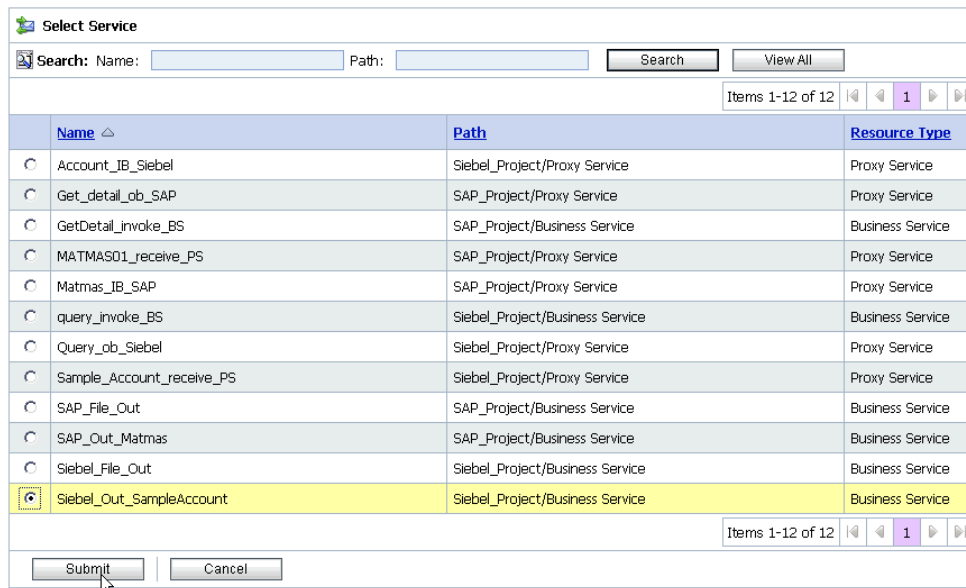 Select Service
Search: Name: Path: Search View All
Items 1-12 of 12 1
Name Path Resource Type
Account_IB_Siebel Siebel_Project/Proxy Service Proxy Service
Get_detail_ob_SAP SAP_Project/Proxy Service Proxy Service
GetDetail_invoke_BS SAP_Project/Business Service Business Service
MATMAS01_receive_PS SAP_Project/Proxy Service Proxy Service
Matmas_IB_SAP SAP_Project/Proxy Service Proxy Service
query_invoke_BS Siebel_Project/Business Service Business Service
Query_ob_Siebel Siebel_Project/Proxy Service Proxy Service
Sample_Account_receive_PS Siebel_Project/Proxy Service Proxy Service
SAP_File_Out SAP_Project/Business Service Business Service
SAP_Out_Matmas SAP_Project/Business Service Business Service
Siebel_File_Out Siebel_Project/Business Service Business Service
Siebel_Out_SampleAccount Siebel_Project/Business Service Business Service
Items 1-12 of 12 1
Submit Cancel